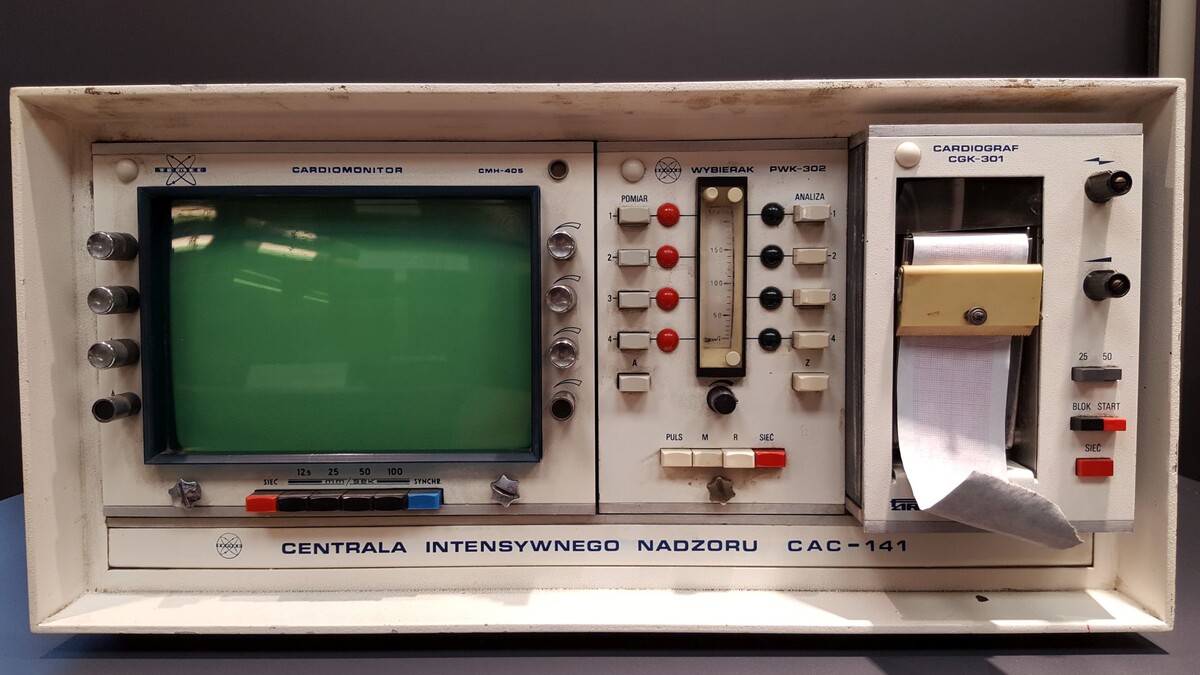 CARDIOMONITOR CMH-405
12s 25 50 100
SIEC mm/SEK SYNCHR
WYBIERAK PWK-302
POMIAR ANALIZA
1 1
2 2
3 3
4 4
150
100
50
A Z
PULS M R SIEĆ
CARDIOGRAF
CGK-301
25 50
BLOK START
SIEĆ
CENTRALA INTENSYWNEGO NADZORU CAC-141